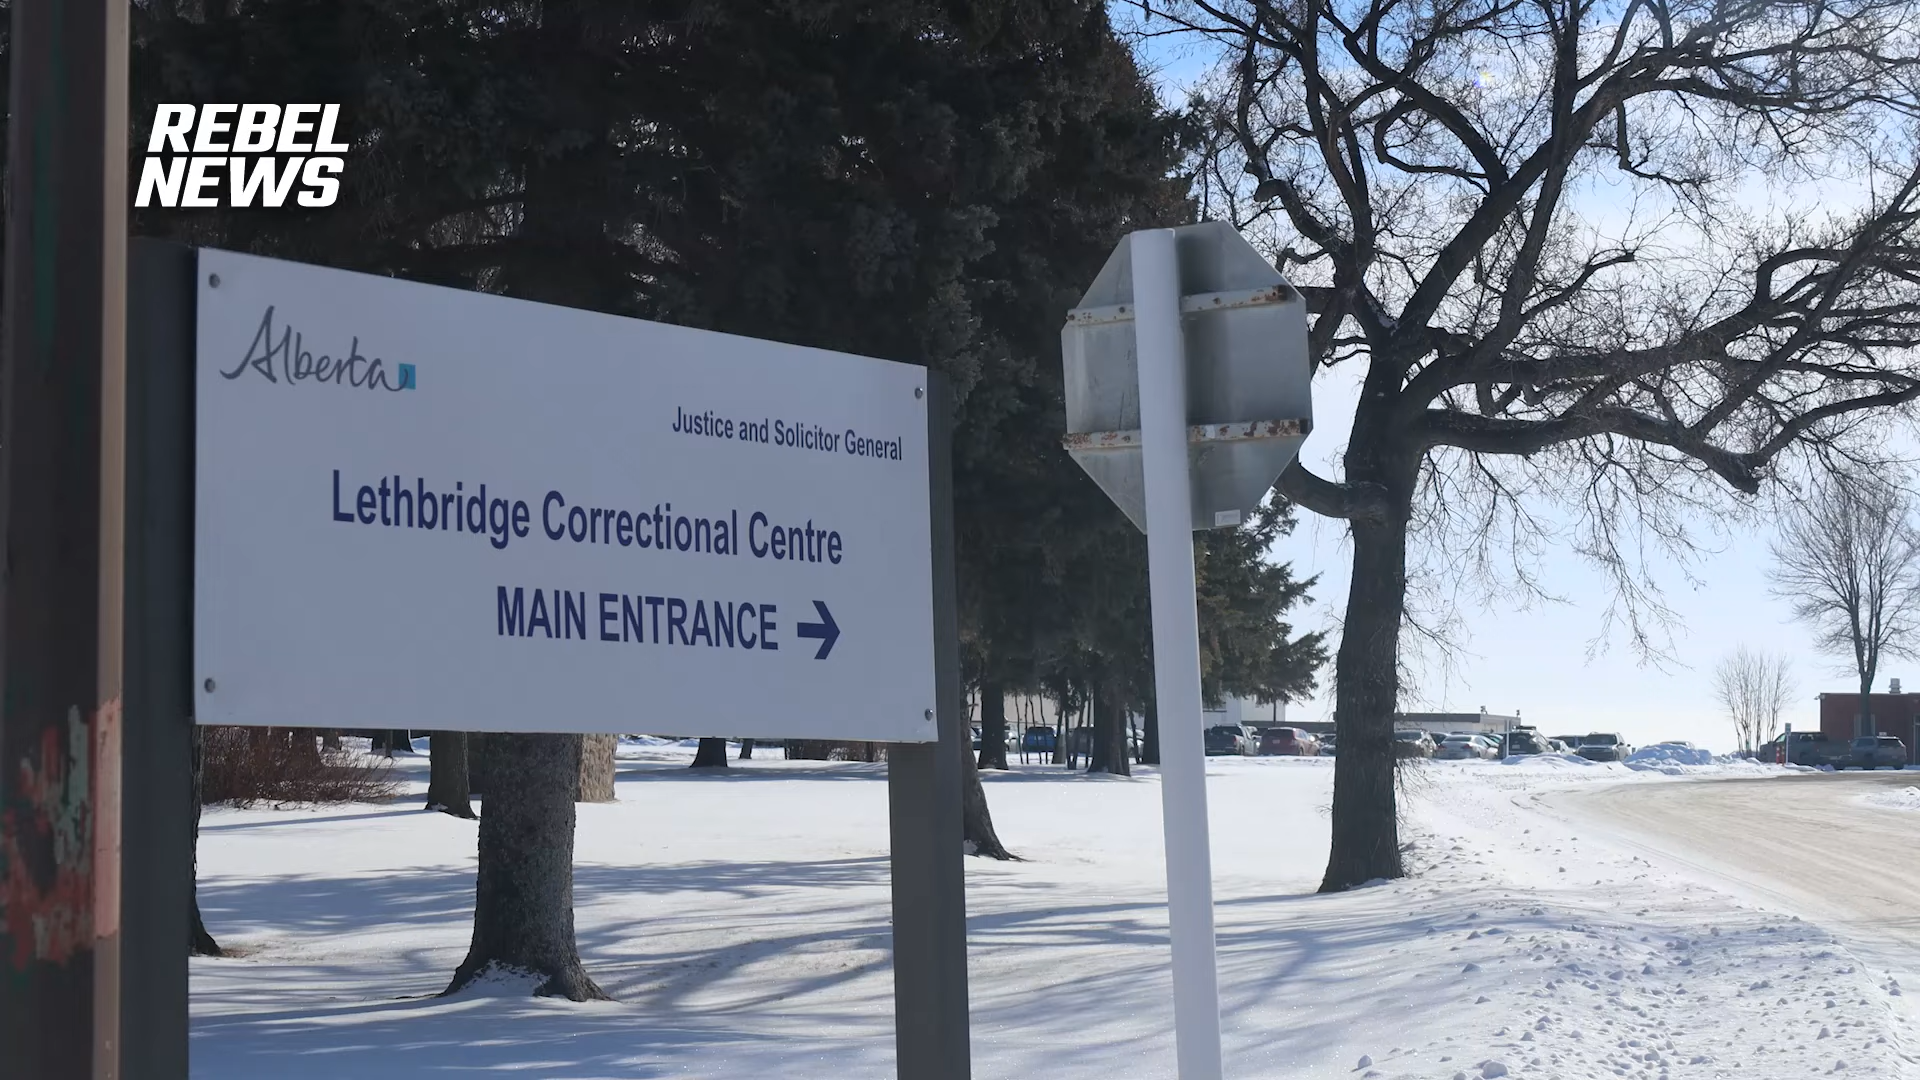 REBEL
NEWS
Alberta
Justice and Solicitor General
Lethbridge Correctional Centre
MAIN ENTRANCE →